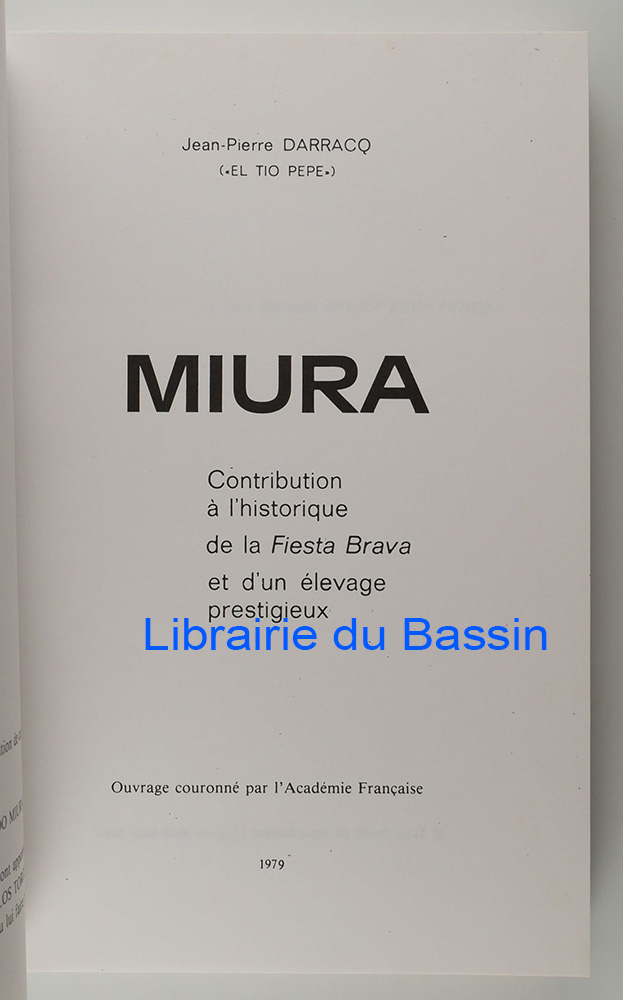 Jean-Pierre DARRACQ
(«EL TIO PEPE»)
MIURA
Contribution
à l'historique
de la Fiesta Brava
et d'un élevage
prestigieux
Librairie du Bassin
Ouvrage couronné par l'Académie Française
1979